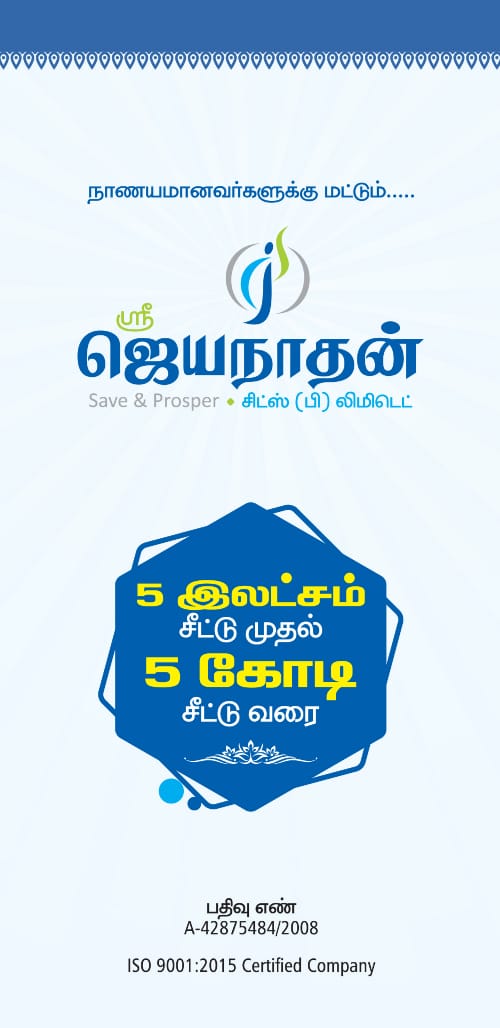 நாணயமானவர்களுக்கு மட்டும்.....
ஸ்ரீ
ஜெயநாதன்
Save & Prosper • சிட்ஸ் (பி) லிமிடெட்
5 இலட்சம்
சீட்டு முதல்
5 கோடி
சீட்டு வரை
பதிவு எண்
A-42875484/2008
ISO 9001:2015 Certified Company